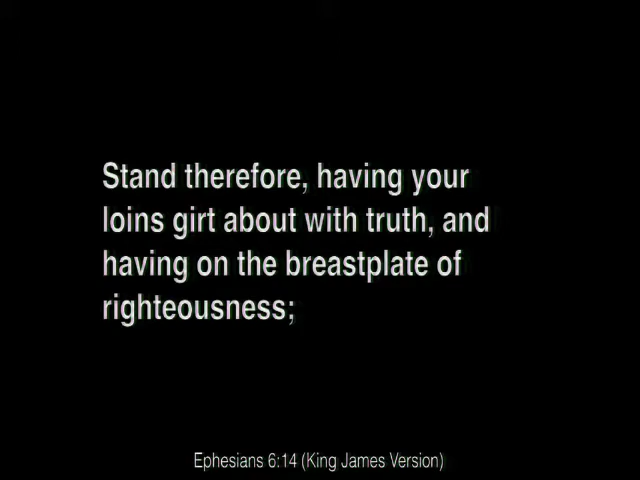 Stand therefore, having your
loins girt about with truth, and
having on the breastplate of
righteousness;
Ephesians 6:14 (King James Version)